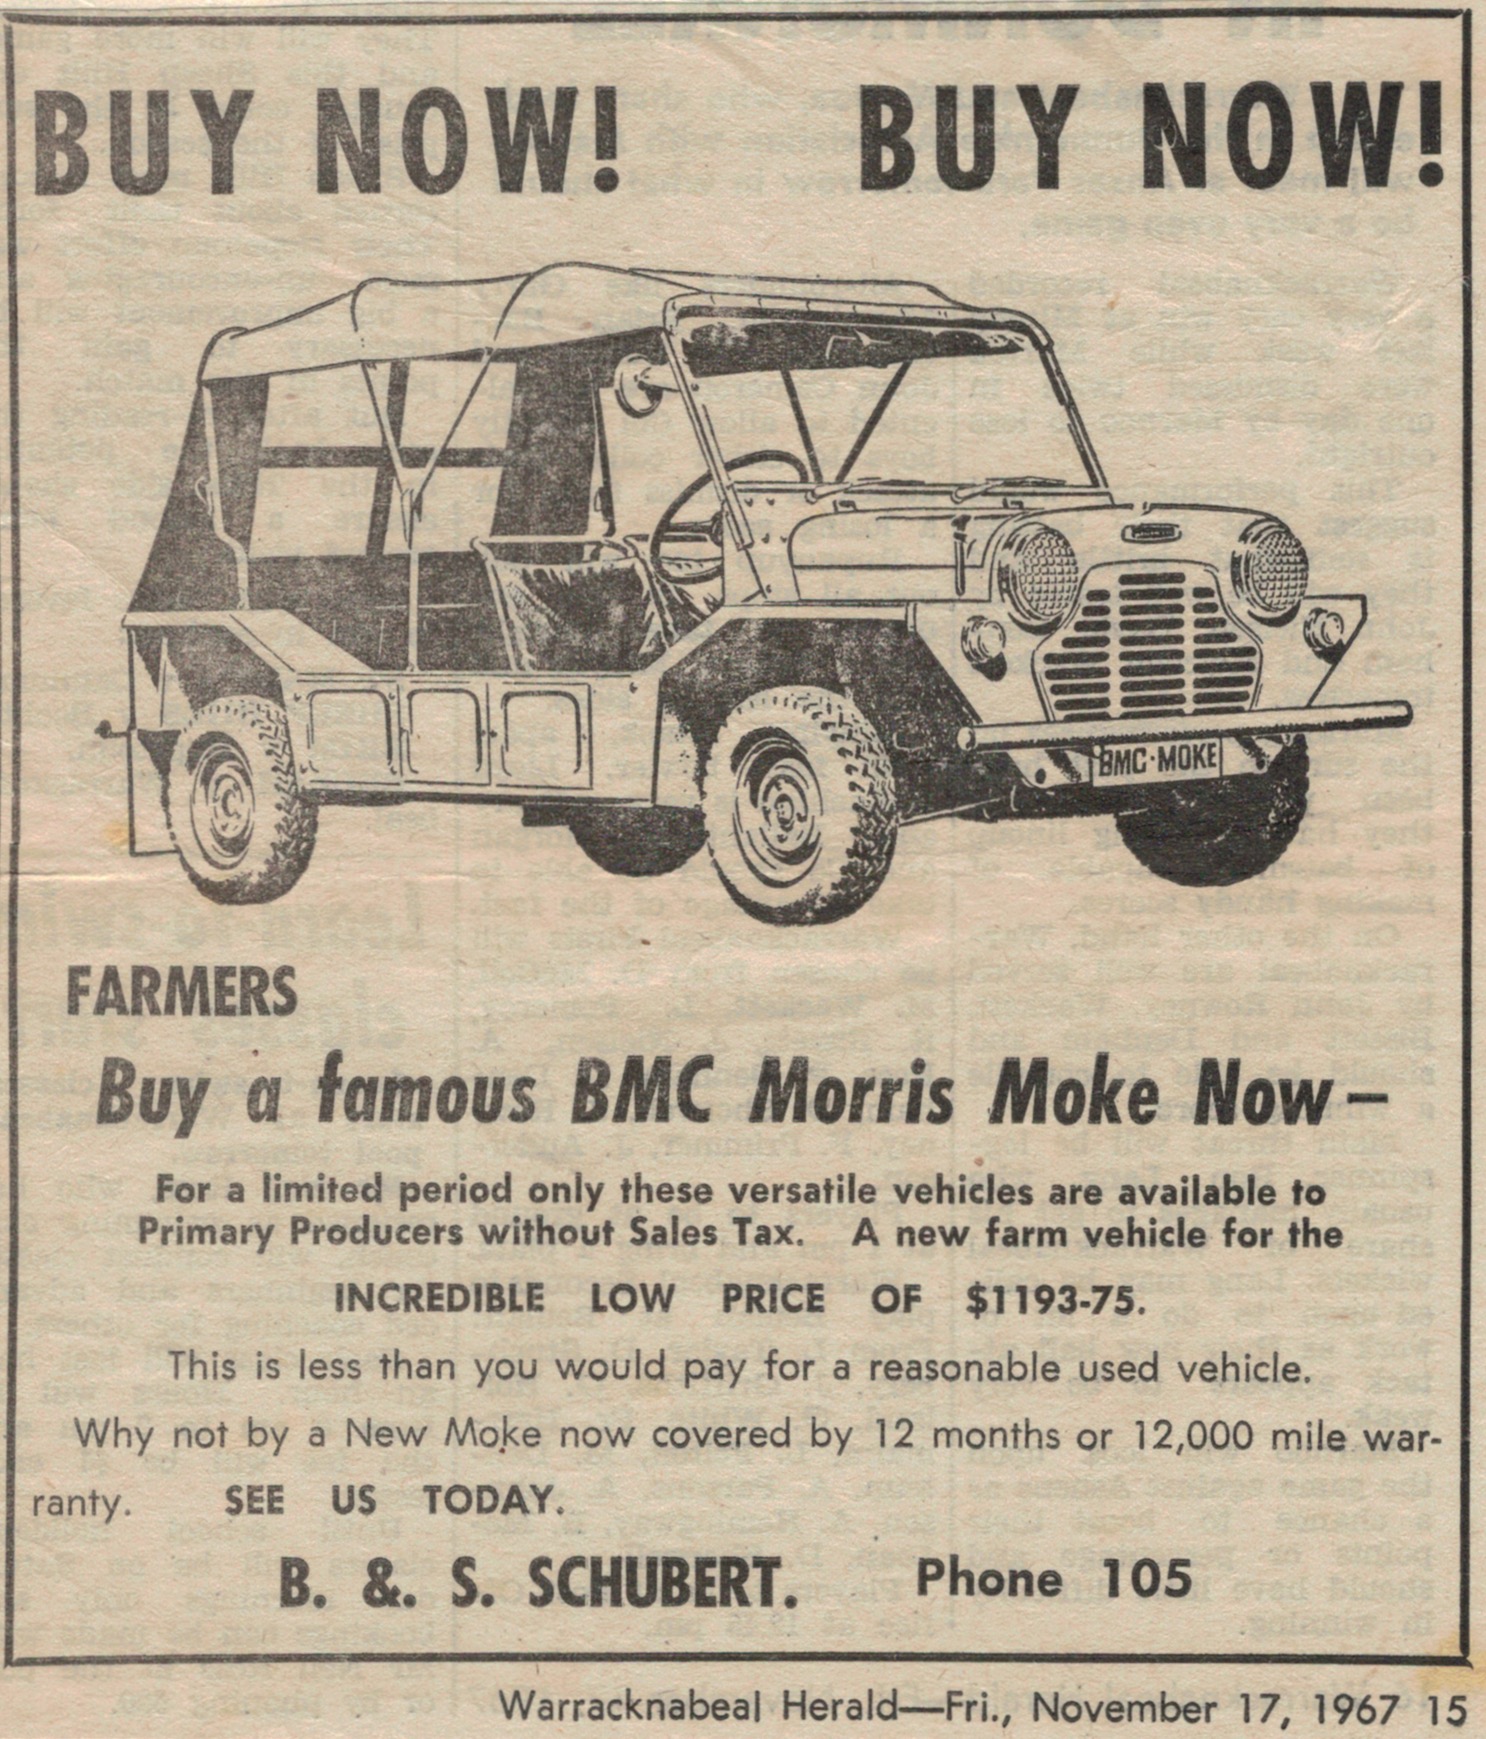 BUY NOW! BUY NOW!
BMC·MOKE
FARMERS
Buy a famous BMC Morris Moke Now—
For a limited period only these versatile vehicles are available to
Primary Producers without Sales Tax. A new farm vehicle for the
INCREDIBLE LOW PRICE OF $1193-75.
This is less than you would pay for a reasonable used vehicle.
Why not by a New Moke now covered by 12 months or 12,000 mile war-
ranty. SEE US TODAY.
B. &. S. SCHUBERT. Phone 105
Warracknabeal Herald—Fri., November 17, 1967 15